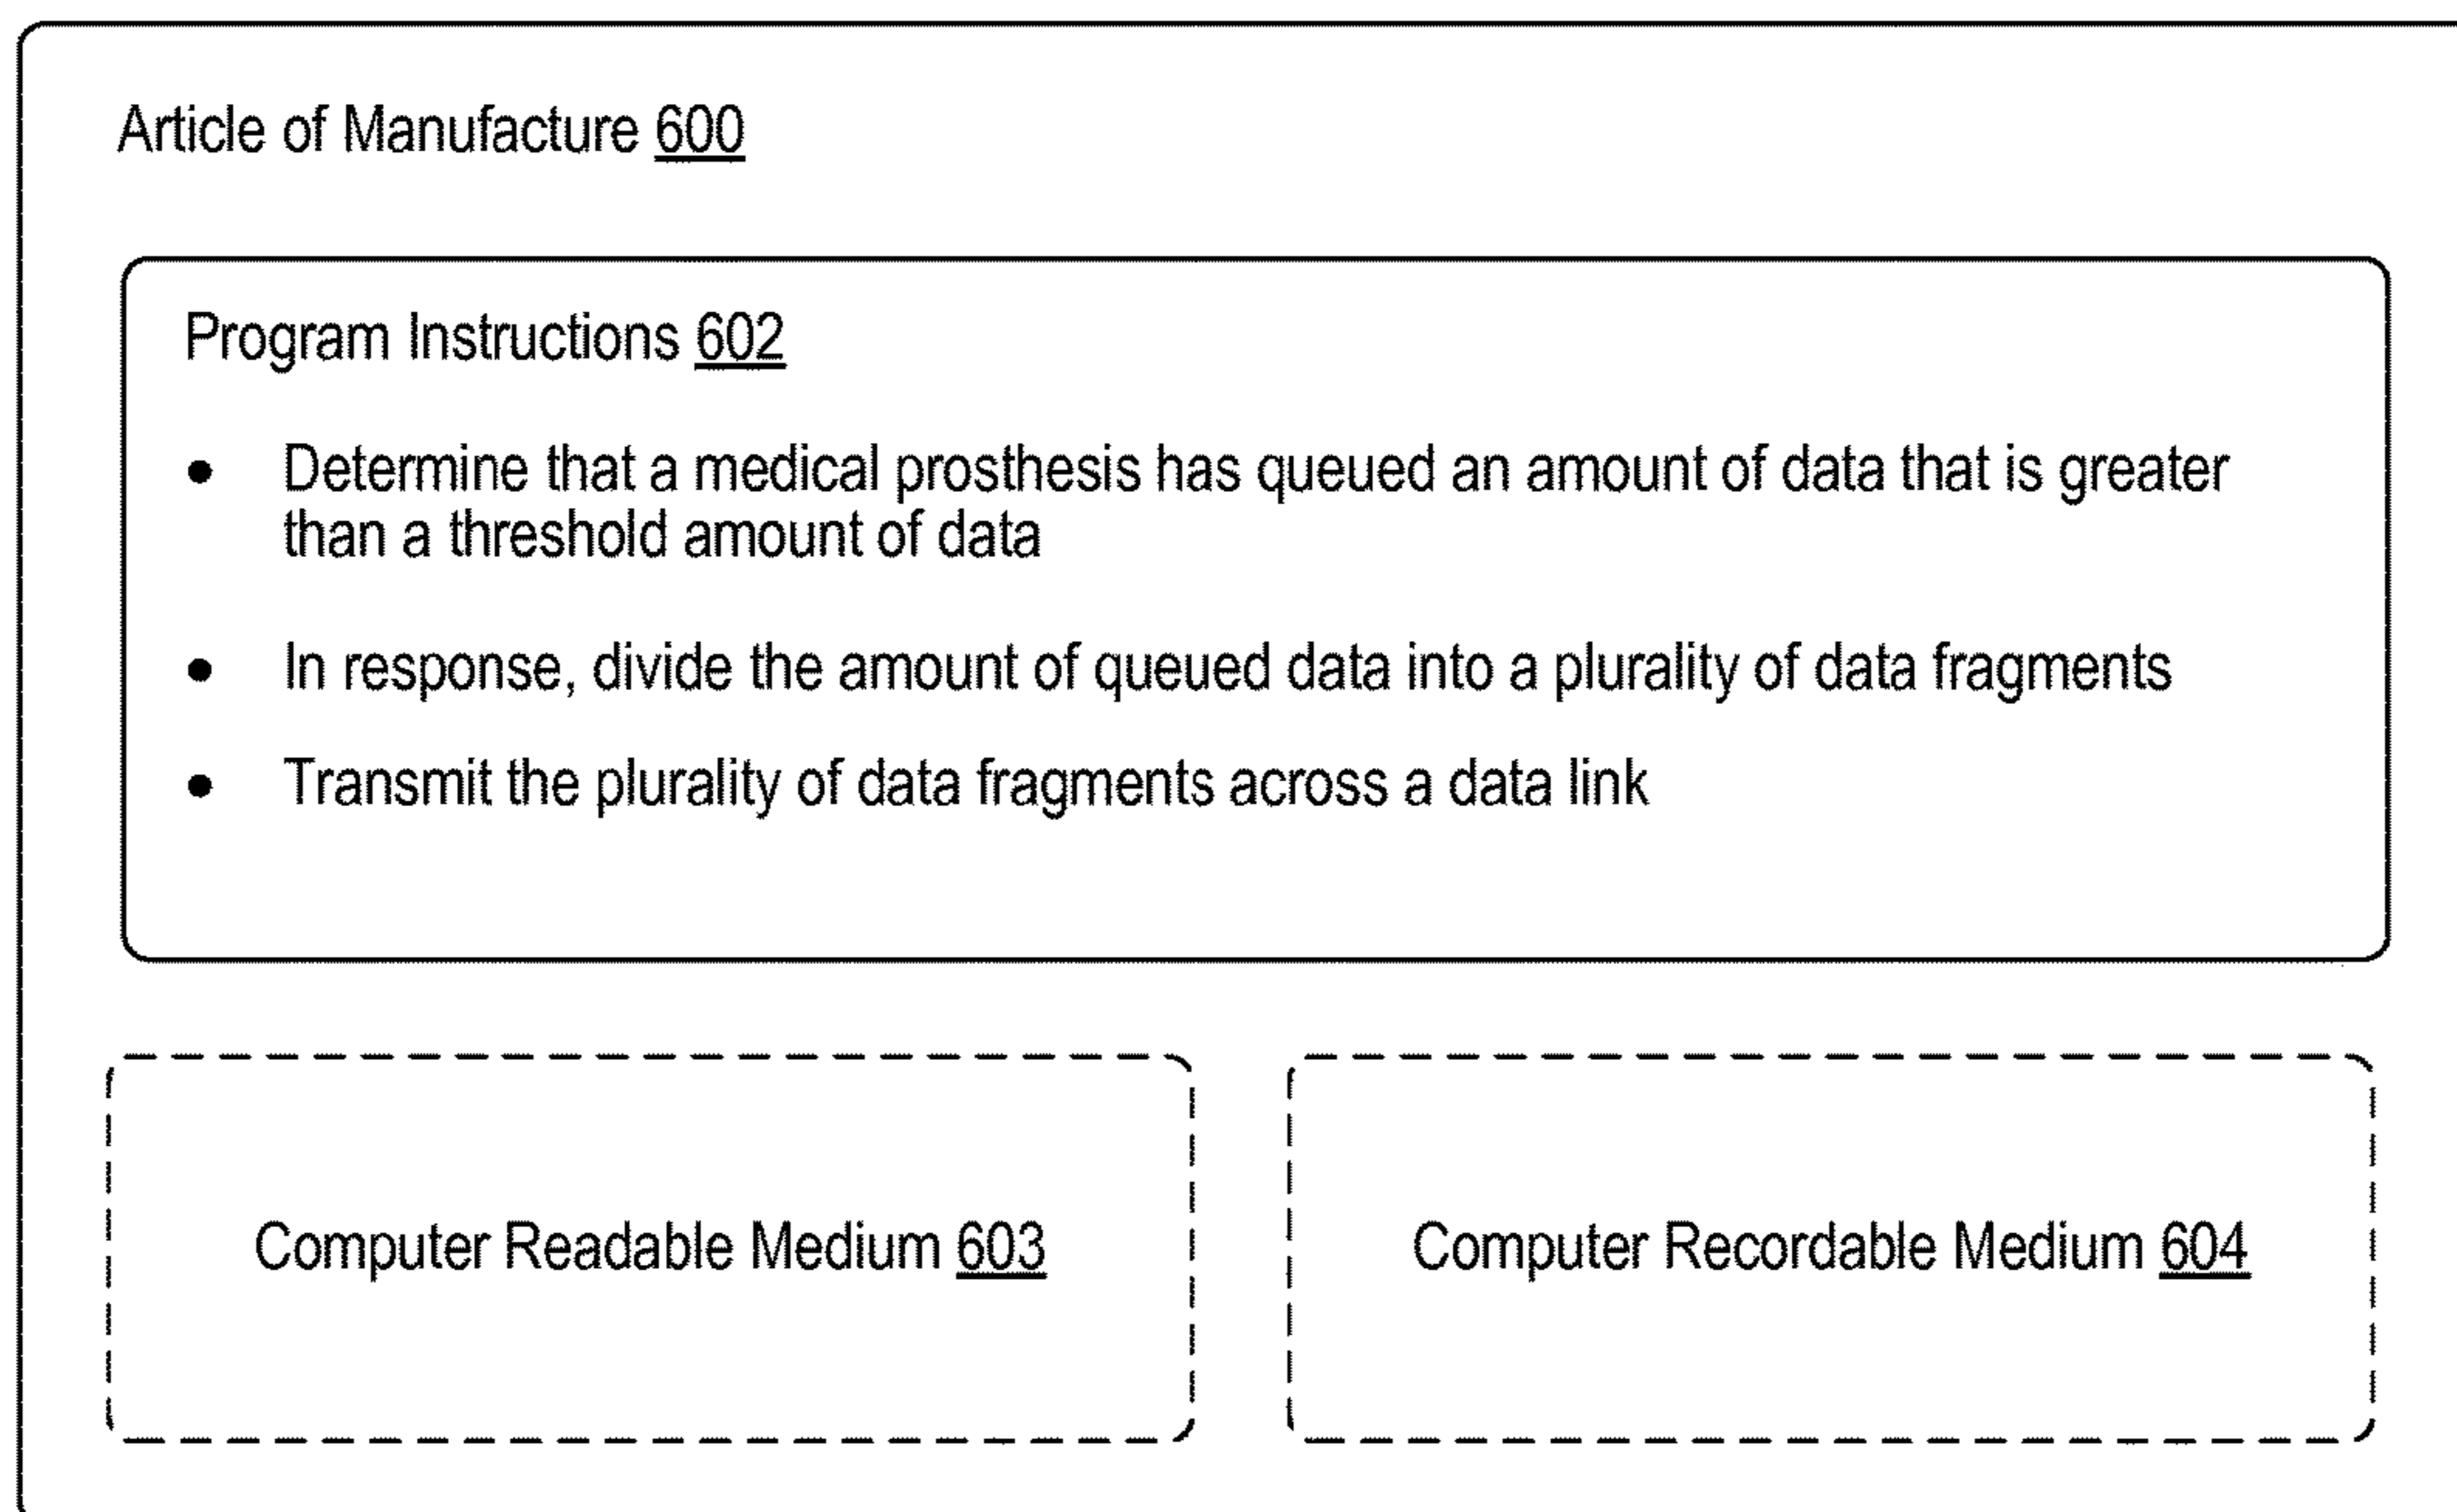 Article of Manufacture 600
Program Instructions 602
● Determine that a medical prosthesis has queued an amount of data that is greater
than a threshold amount of data
● In response, divide the amount of queued data into a plurality of data fragments
● Transmit the plurality of data fragments across a data link
Computer Readable Medium 603
Computer Recordable Medium 604